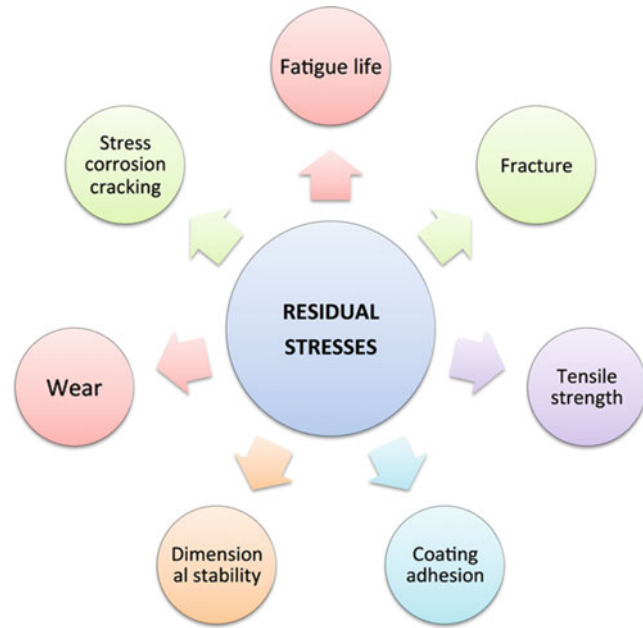 Fatigue life
Stress
corrosion
cracking
Fracture
RESIDUAL
STRESSES
Wear
Tensile
strength
Dimension
al stability
Coating
adhesion